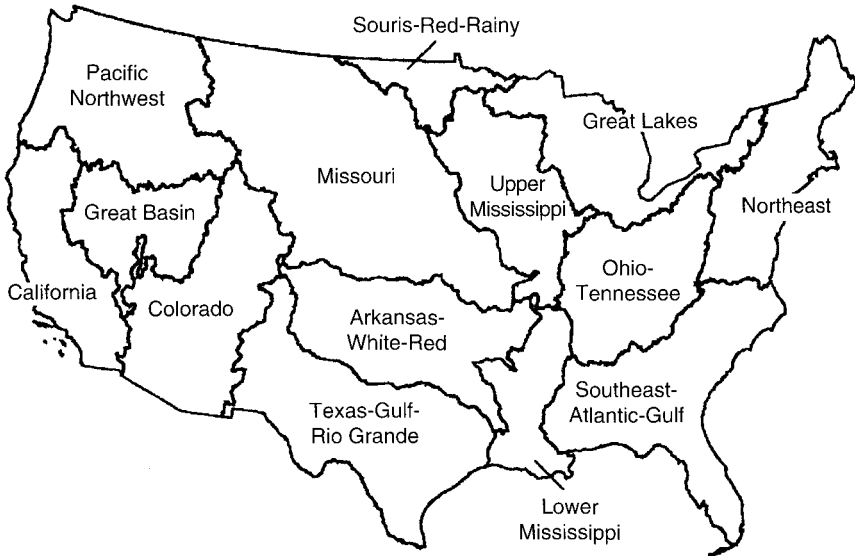 Souris-Red-Rainy
Pacific
Northwest
Great Lakes
Missouri
Upper
Mississippi
Northeast
Great Basin
Ohio-
Tennessee
California
Colorado
Arkansas-
White-Red
Southeast-
Atlantic-Gulf
Texas-Gulf-
Rio Grande
Lower
Mississippi